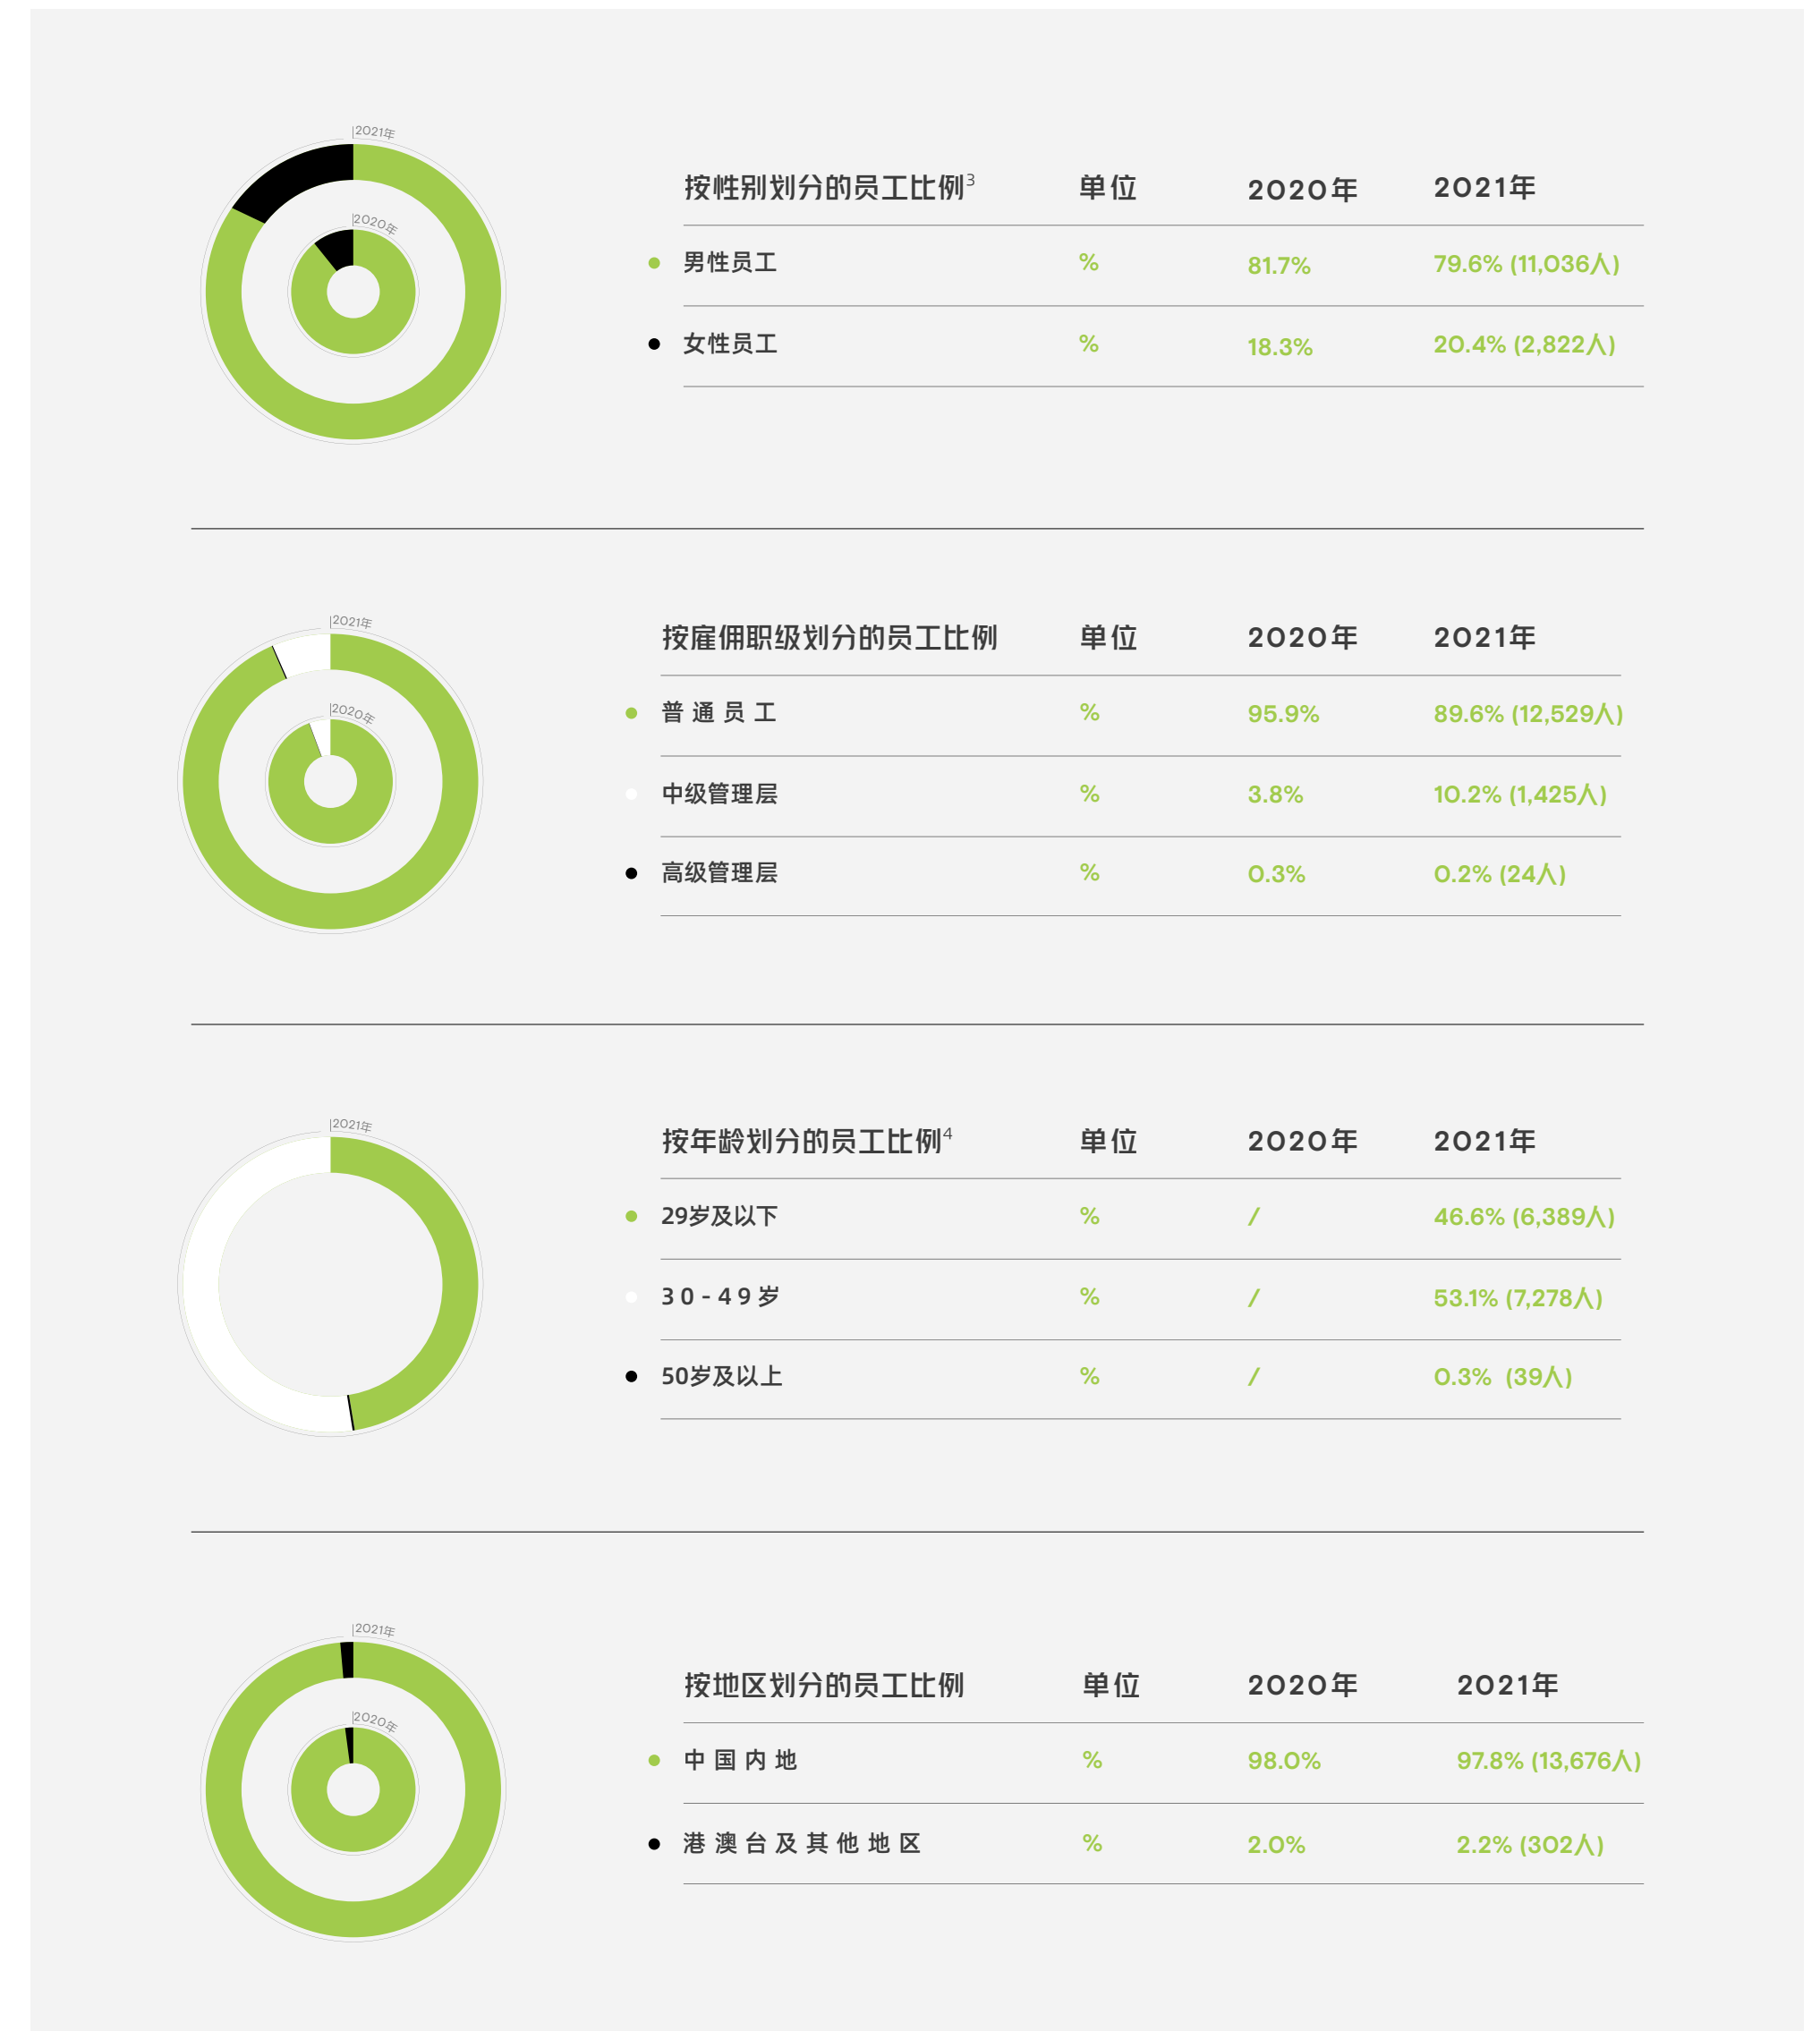 2021年
2020年
按性别划分的员工比例3 单位 2020年 2021年
男性员工 % 81.7% 79.6% (11,036人)
女性员工 % 18.3% 20.4% (2,822人)
2021年
2020年
按雇佣职级划分的员工比例 单位 2020年 2021年
普通员工 % 95.9% 89.6% (12,529人)
中级管理层 % 3.8% 10.2% (1,425人)
高级管理层 % 0.3% 0.2% (24人)
2021年
按年龄划分的员工比例4 单位 2020年 2021年
29岁及以下 % / 46.6% (6,389人)
30-49岁 % / 53.1% (7,278人)
50岁及以上 % / 0.3% (39人)
2021年
2020年
按地区划分的员工比例 单位 2020年 2021年
中国内地 % 98.0% 97.8% (13,676人)
港澳台及其他地区 % 2.0% 2.2% (302人)